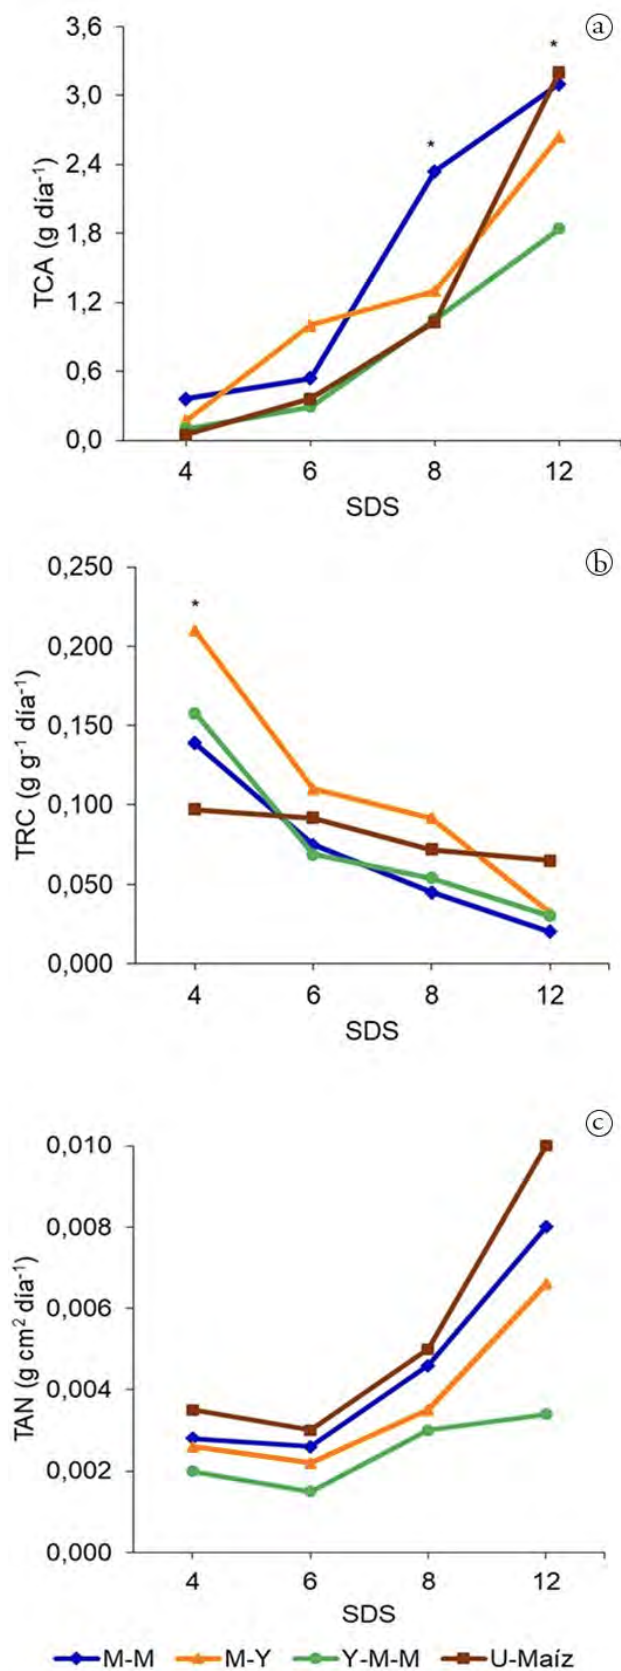 ⓐ
3,6
3,0
2,4
1,8
1,2
0,6
0,0
TCA (g día⁻¹)
*
*
4 6 8 12
SDS
ⓑ
0,250
0,200
0,150
0,100
0,050
0,000
TRC (g g⁻¹ día⁻¹)
*
4 6 8 12
SDS
ⓒ
0,010
0,008
0,006
0,004
0,002
0,000
TAN (g cm² día⁻¹)
4 6 8 12
SDS
M-M M-Y Y-M-M U-Maíz